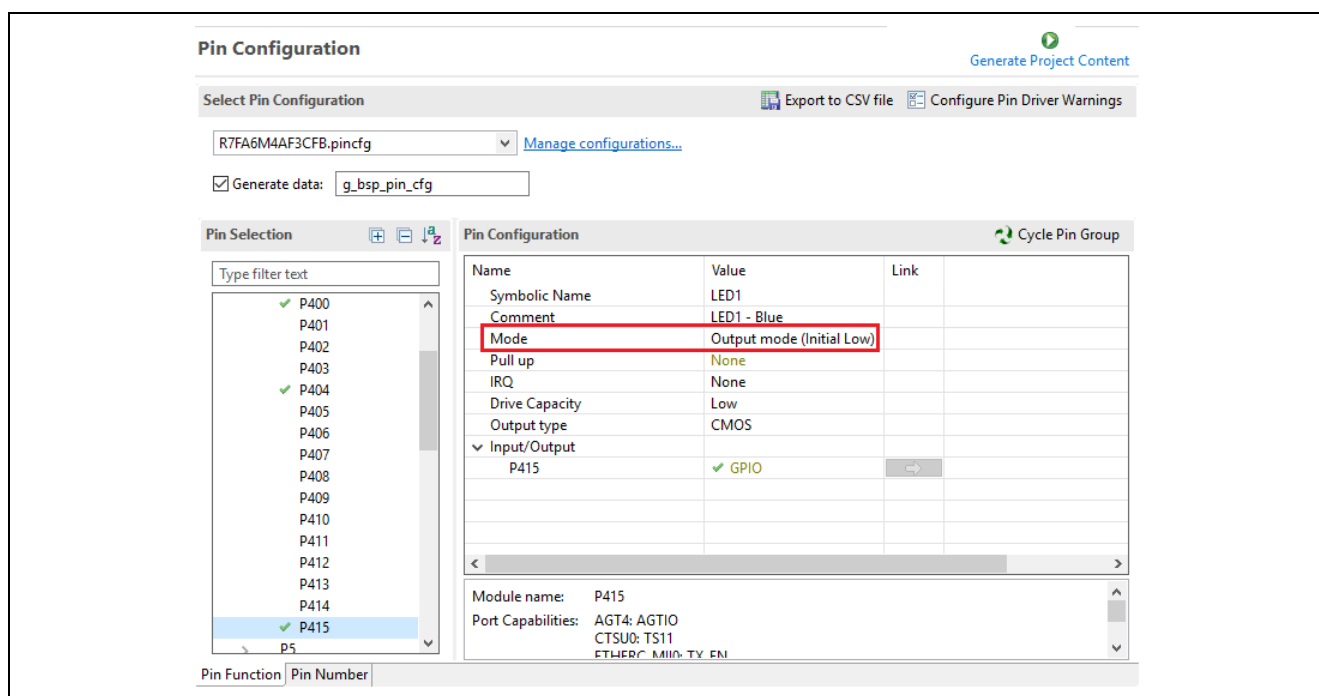 Pin Configuration
Generate Project Content
Select Pin Configuration
Export to CSV file
Configure Pin Driver Warnings
R7FA6M4AF3CFB.pincfg
Manage configurations...
Generate data: g_bsp_pin_cfg
Pin Selection
Type filter text
P400
P401
P402
P403
P404
P405
P406
P407
P408
P409
P410
P411
P412
P413
P414
P415
P5
Pin Configuration
Cycle Pin Group
Name Value Link
Symbolic Name LED1
Comment LED1 - Blue
Mode Output mode (Initial Low)
Pull up None
IRQ None
Drive Capacity Low
Output type CMOS
Input/Output
P415 GPIO
Module name: P415
Port Capabilities: AGT4: AGTIO
CTSU0: TS11
ETHERC_MII0: TX_EN
Pin Function Pin Number